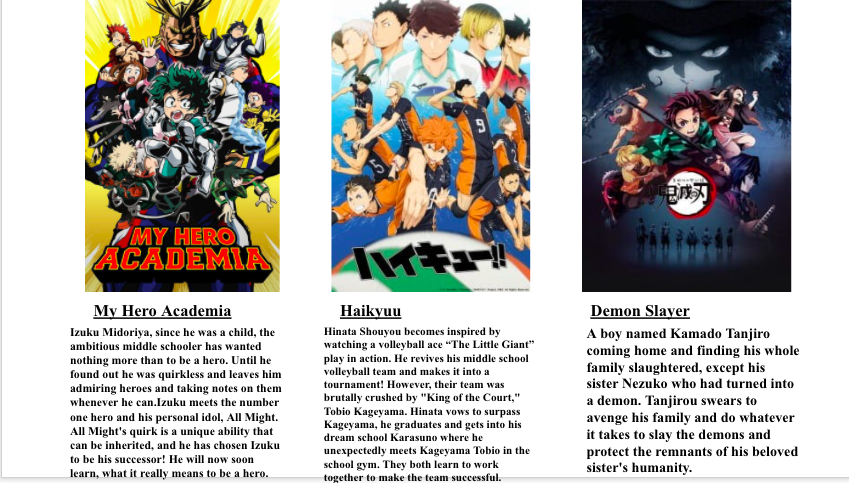 MY HERO
ACADEMIA
ハイキュー!!
鬼滅の刃
My Hero Academia
Izuku Midoriya, since he was a child, the
ambitious middle schooler has wanted
nothing more than to be a hero. Until he
found out he was quirkless and leaves him
admiring heroes and taking notes on them
whenever he can.Izuku meets the number
one hero and his personal idol, All Might.
All Might's quirk is a unique ability that
can be inherited, and he has chosen Izuku
to be his successor! He will now soon
learn, what it really means to be a hero.
Haikyuu
Hinata Shouyou becomes inspired by
watching a volleyball ace “The Little Giant”
play in action. He revives his middle school
volleyball team and makes it into a
tournament! However, their team was
brutally crushed by "King of the Court,"
Tobio Kageyama. Hinata vows to surpass
Kageyama, he graduates and gets into his
dream school Karasuno where he
unexpectedly meets Kageyama Tobio in the
school gym. They both learn to work
together to make the team successful.
Demon Slayer
A boy named Kamado Tanjiro
coming home and finding his whole
family slaughtered, except his
sister Nezuko who had turned into
a demon. Tanjirou swears to
avenge his family and do whatever
it takes to slay the demons and
protect the remnants of his beloved
sister's humanity.